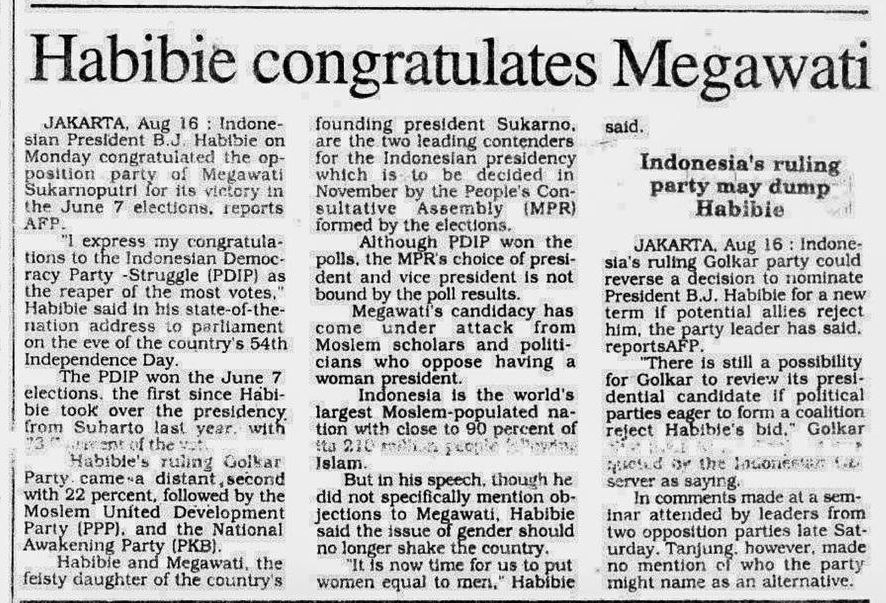 Habibie congratulates Megawati
JAKARTA, Aug 16 : Indone-
sian President B.J. Habibie on
Monday congratulated the op-
position party of Megawati
Sukarnoputri for its victory in
the June 7 elections, reports
AFP.
"I express my congratula-
tions to the Indonesian Democ-
racy Party -Struggle (PDIP) as
the reaper of the most votes,"
Habibie said in his state-of-the-
nation address to parliament
on the eve of the country's 54th
Independence Day.
The PDIP won the June 7
elections, the first since Habi-
bie took over the presidency
from Suharto last year, with
of the
Habibie's ruling Golkar
Party came a distant second
with 22 percent, followed by the
Moslem United Development
Party (PPP), and the National
Awakening Party (PKB).
Habibie and Megawati, the
feisty daughter of the country's
founding president Sukarno,
are the two leading contenders
for the Indonesian presidency
which is to be decided in
November by the People's Con-
sultative Assembly (MPR)
formed by the elections.
Although PDIP won the
polls, the MPR's choice of presi-
dent and vice president is not
bound by the poll results.
Megawati's candidacy has
come under attack from
Moslem scholars and politi-
cians who oppose having a
woman president.
Indonesia is the world's
largest Moslem-populated na-
tion with close to 90 percent of
its 210 million people following
Islam.
But in his speech, though he
did not specifically mention ob-
jections to Megawati, Habibie
said the issue of gender should
no longer shake the country.
"It is now time for us to put
women equal to men," Habibie
said.
Indonesia's ruling
party may dump
Habibie
JAKARTA, Aug 16 : Indone-
sia's ruling Golkar party could
reverse a decision to nominate
President B.J. Habibie for a new
term if potential allies reject
him, the party leader has said,
reportsAFP.
"There is still a possibility
for Golkar to review its presi-
dential candidate if political
parties eager to form a coalition
reject Habibie's bid," Golkar
quoted by the Indonesian
server as saying.
In comments made at a sem-
inar attended by leaders from
two opposition parties late Sat-
urday, Tanjung, however, made
no mention of who the party
might name as an alternative.